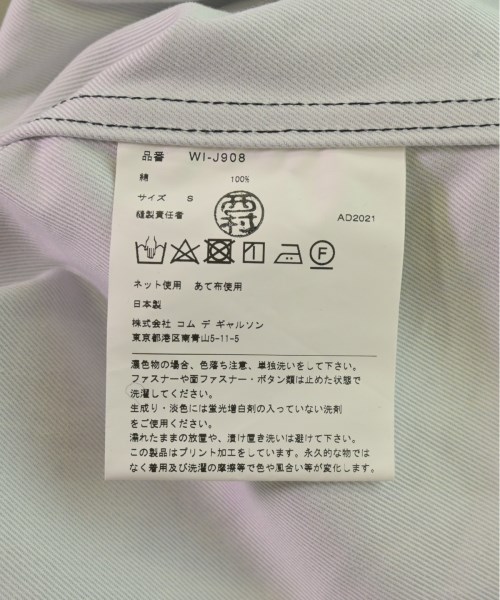 品番 WI-J908
綿 100%
サイズ S
縫製責任者 西村 AD2021
F
ネット使用 あて布使用
日本製
株式会社 コム デ ギャルソン
東京都港区南青山5-11-5
濃色物の場合、色落ち注意、単独洗いをして下さい。
ファスナーや面ファスナー・ボタン類は止めた状態で
洗濯してください。
生成り・淡色には蛍光増白剤の入っていない洗剤
をご使用ください。
濡れたままの放置や、漬け置き洗いは避けて下さい。
この製品はプリント加工をしています。永久的な物では
なく着用及び洗濯の摩擦等で色や風合い等が変化します。